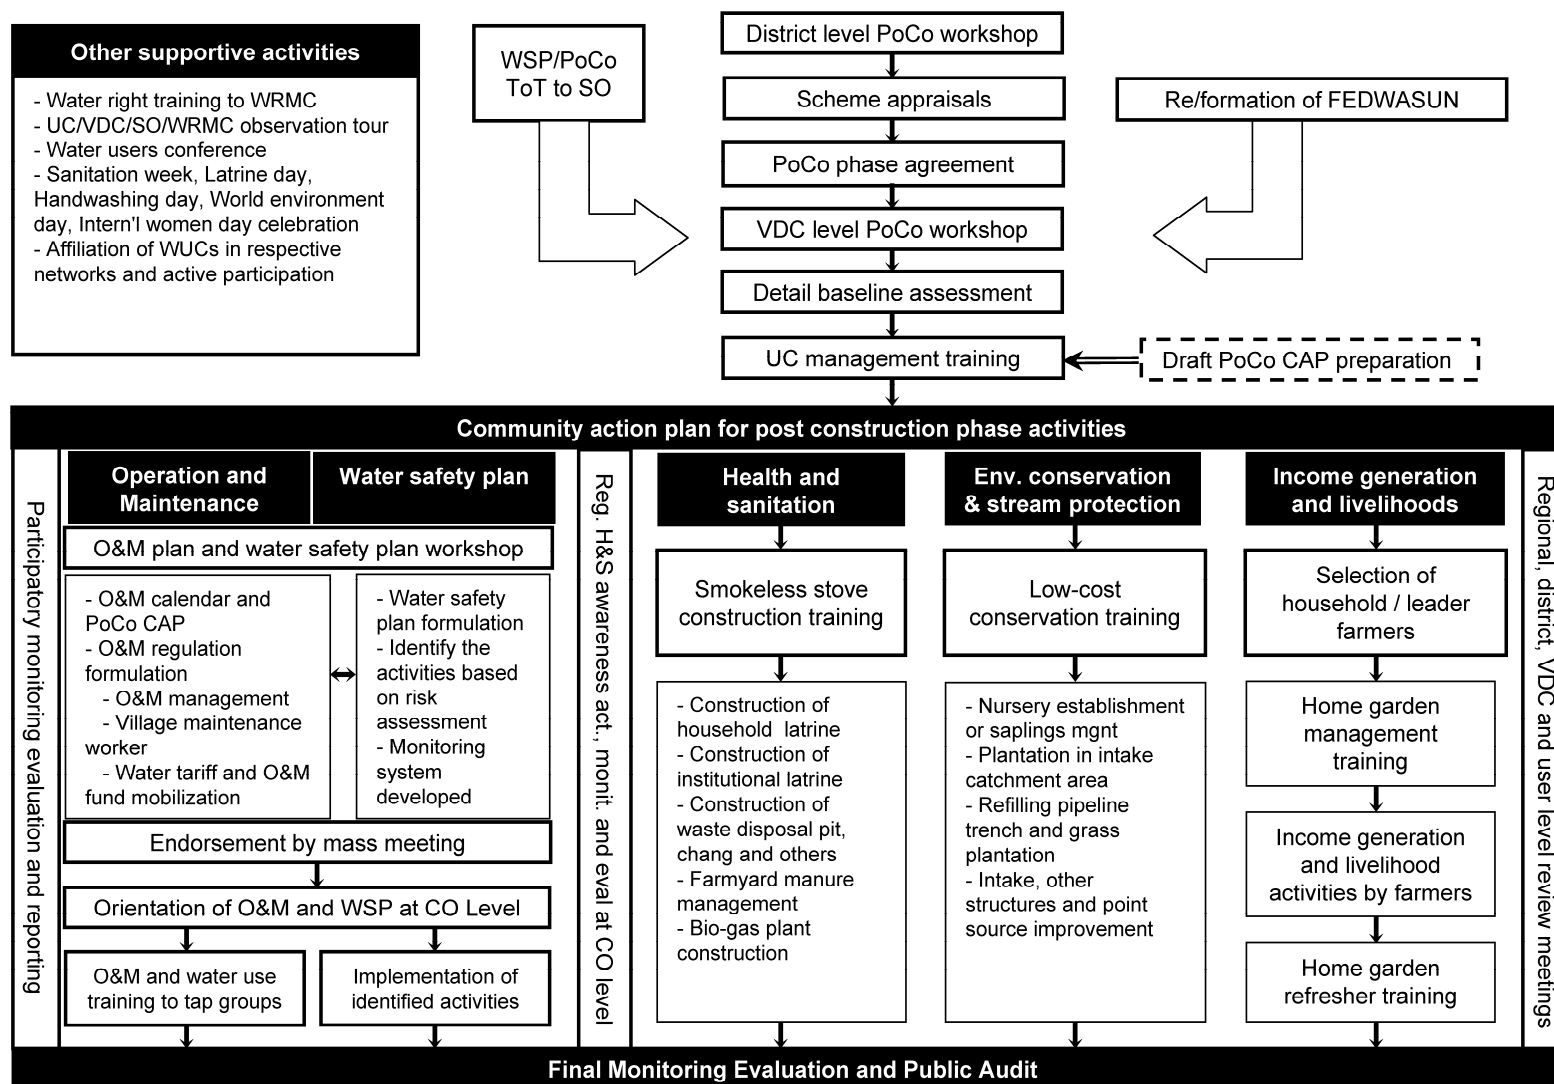 Other supportive activities
- Water right training to WRMC
- UC/VDC/SO/WRMC observation tour
- Water users conference
- Sanitation week, Latrine day,
Handwashing day, World environment
day, Intern'l women day celebration
- Affiliation of WUCs in respective
networks and active participation
WSP/PoCo
ToT to SO
District level PoCo workshop
Scheme appraisals
PoCo phase agreement
VDC level PoCo workshop
Detail baseline assessment
UC management training
Re/formation of FEDWASUN
Draft PoCo CAP preparation
Community action plan for post construction phase activities
Participatory monitoring evaluation and reporting
Operation and
Maintenance
Water safety plan
O&M plan and water safety plan workshop
- O&M calendar and
PoCo CAP
- O&M regulation
formulation
- O&M management
- Village maintenance
worker
- Water tariff and O&M
fund mobilization
- Water safety
plan formulation
- Identify the
activities based
on risk
assessment
- Monitoring
system
developed
Endorsement by mass meeting
Orientation of O&M and WSP at CO Level
O&M and water use
training to tap groups
Implementation of
identified activities
Reg. H&S awareness act., monit. and eval at CO level
Health and
sanitation
Smokeless stove
construction training
- Construction of
household latrine
- Construction of
institutional latrine
- Construction of
waste disposal pit,
chang and others
- Farmyard manure
management
- Bio-gas plant
construction
Env. conservation
& stream protection
Low-cost
conservation training
- Nursery establishment
or saplings mgnt
- Plantation in intake
catchment area
- Refilling pipeline
trench and grass
plantation
- Intake, other
structures and point
source improvement
Income generation
and livelihoods
Selection of
household / leader
farmers
Home garden
management
training
Income generation
and livelihood
activities by farmers
Home garden
refresher training
Regional, district, VDC and user level review meetings
Final Monitoring Evaluation and Public Audit